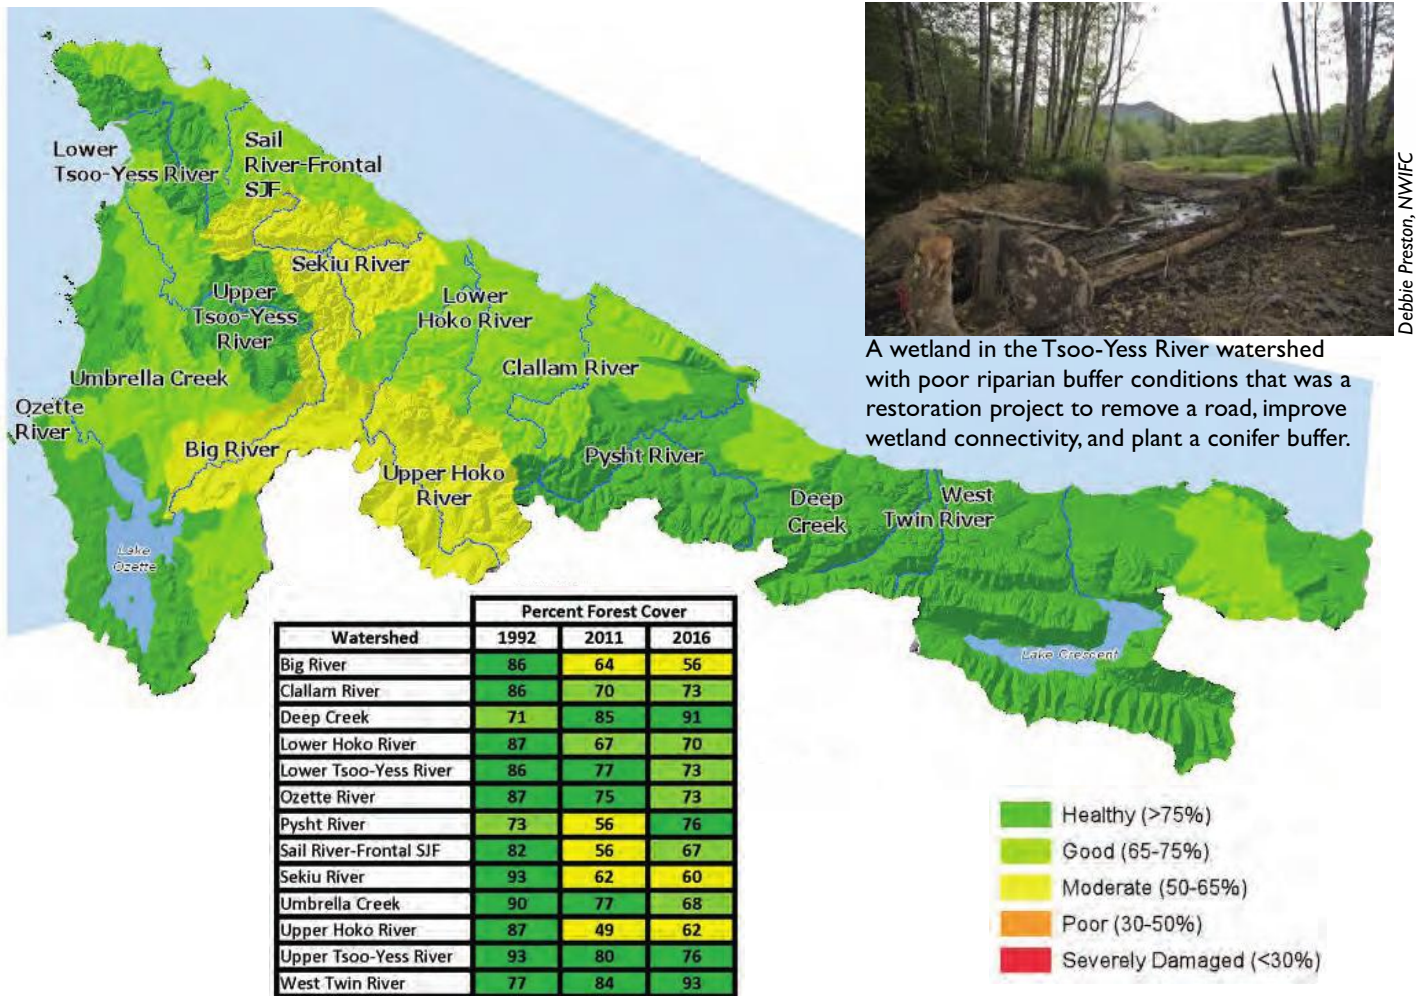 Lower
Tsoo-Yess River
Sail
River-Frontal
SJF
Sekiu River
Upper
Tsoo-Yess
River
Lower
Hoko River
Clallam River
Umbrella Creek
Ozette
River
Big River
Upper Hoko
River
Pysht River
Deep
Creek
West
Twin River
Lake
Ozette
Lake Crescent
Debbie Preston, NWIFC
A wetland in the Tsoo-Yess River watershed
with poor riparian buffer conditions that was a
restoration project to remove a road, improve
wetland connectivity, and plant a conifer buffer.
Percent Forest Cover
Watershed 1992 2011 2016
Big River 86 64 56
Clallam River 86 70 73
Deep Creek 71 85 91
Lower Hoko River 87 67 70
Lower Tsoo-Yess River 86 77 73
Ozette River 87 75 73
Pysht River 73 56 76
Sail River-Frontal SJF 82 56 67
Sekiu River 93 62 60
Umbrella Creek 90 77 68
Upper Hoko River 87 49 62
Upper Tsoo-Yess River 93 80 76
West Twin River 77 84 93
Healthy (>75%)
Good (65-75%)
Moderate (50-65%)
Poor (30-50%)
Severely Damaged (<30%)